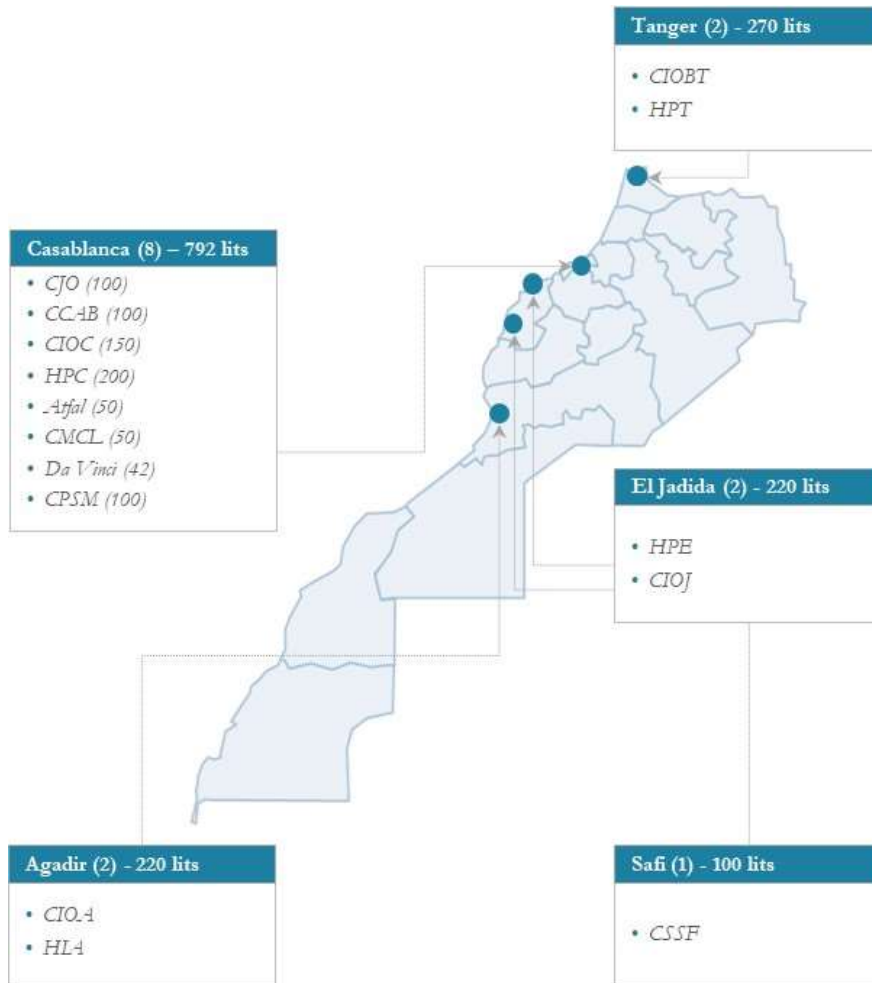 Tanger (2) - 270 lits
• CIOBT
• HPT
Casablanca (8) – 792 lits
• CJO (100)
• CCAB (100)
• CIOC (150)
• HPC (200)
• Atfal (50)
• CMCL (50)
• Da Vinci (42)
• CPSM (100)
El Jadida (2) - 220 lits
• HPE
• CIOJ
Agadir (2) - 220 lits
• CIOA
• HLA
Safi (1) - 100 lits
• CSSF